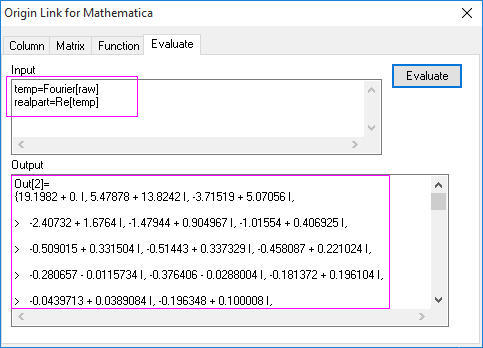 Origin Link for Mathematica
Column Matrix Function Evaluate
Input
temp=Fourier[raw]
realpart=Re[temp]
Evaluate
Output
Out[2]=
{19.1982 + 0. I, 5.47878 + 13.8242 I, -3.71519 + 5.07056 I,
> -2.40732 + 1.6764 I, -1.47944 + 0.904967 I, -1.01554 + 0.406925 I,
> -0.509015 + 0.331504 I, -0.51443 + 0.337329 I, -0.458087 + 0.221024 I,
> -0.280657 - 0.0115734 I, -0.376406 - 0.0288004 I, -0.181372 + 0.196104 I,
> -0.0439713 + 0.0389084 I, -0.196348 + 0.100008 I,